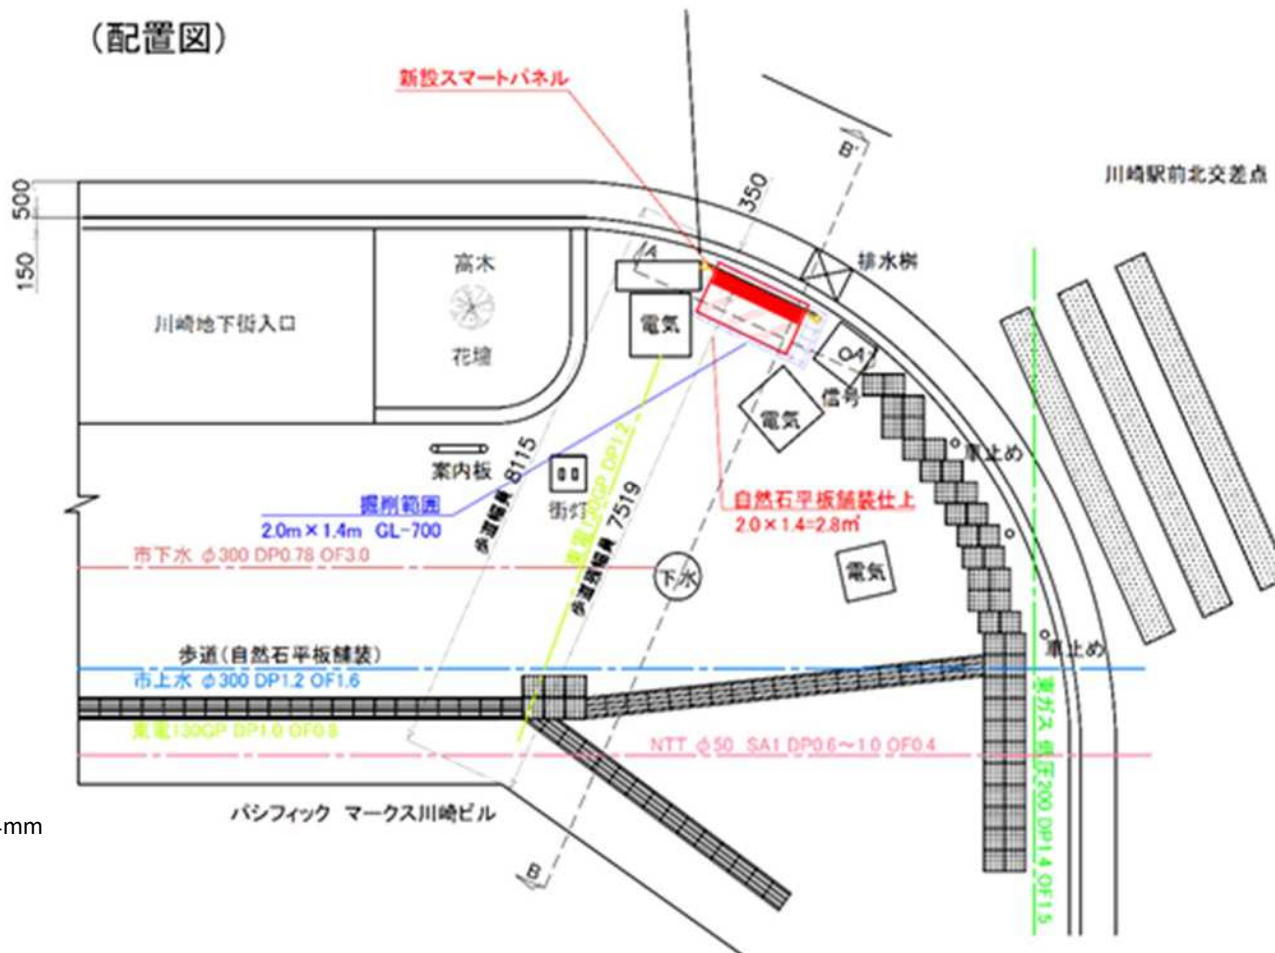 (配置図)
新設スマートパネル
川崎駅前北交差点
500
150
350
B'
A
排水桝
高木
川崎地下街入口
花壇
電気
A'
信号
電気
車止め
案内板
街灯
掘削範囲
2.0m×1.4m GL-700
歩道幅員 8115
東電130GP DP1.2
歩道残幅員 7519
自然石平板舗装仕上
2.0×1.4=2.8㎡
市下水 φ300 DP0.78 OF3.0
下水
電気
車止め
歩道(自然石平板舗装)
市上水 φ300 DP1.2 OF1.6
東電130GP DP1.0 OF0.8
NTT φ50 SA1 DP0.6~1.0 OF0.4
東ガス 低圧200 DP1.4 OF1.5
パシフィック マークス川崎ビル
mm
B